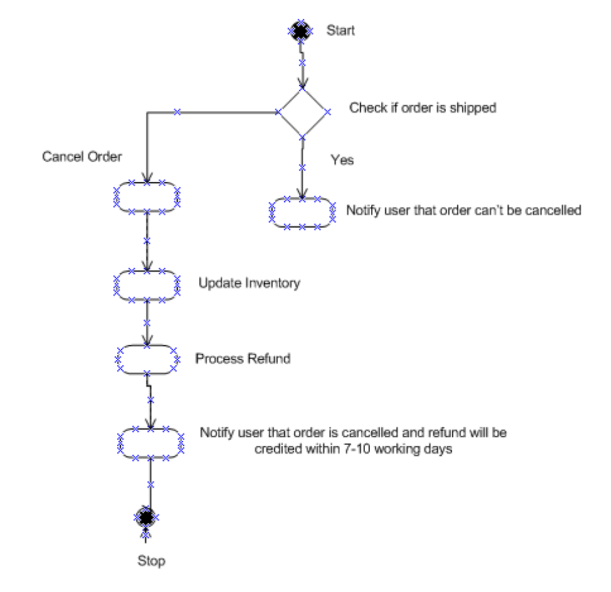 Start
Check if order is shipped
Cancel Order
Yes
Notify user that order can't be cancelled
Update Inventory
Process Refund
Notify user that order is cancelled and refund will be
credited within 7-10 working days
Stop